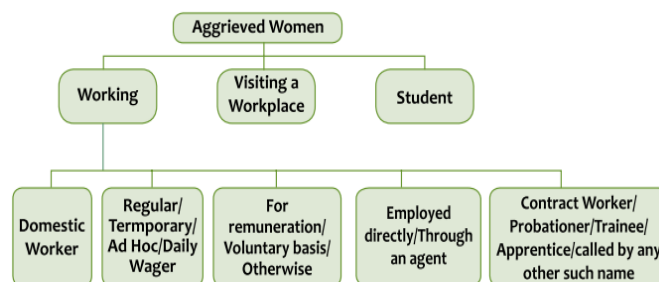 Aggrieved Women
Working
Visiting a
Workplace
Student
Domestic
Worker
Regular/
Termporary/
Ad Hoc/Daily
Wager
For
remuneration/
Voluntary basis/
Otherwise
Employed
directly/Through
an agent
Contract Worker/
Probationer/Trainee/
Apprentice/called by any
other such name